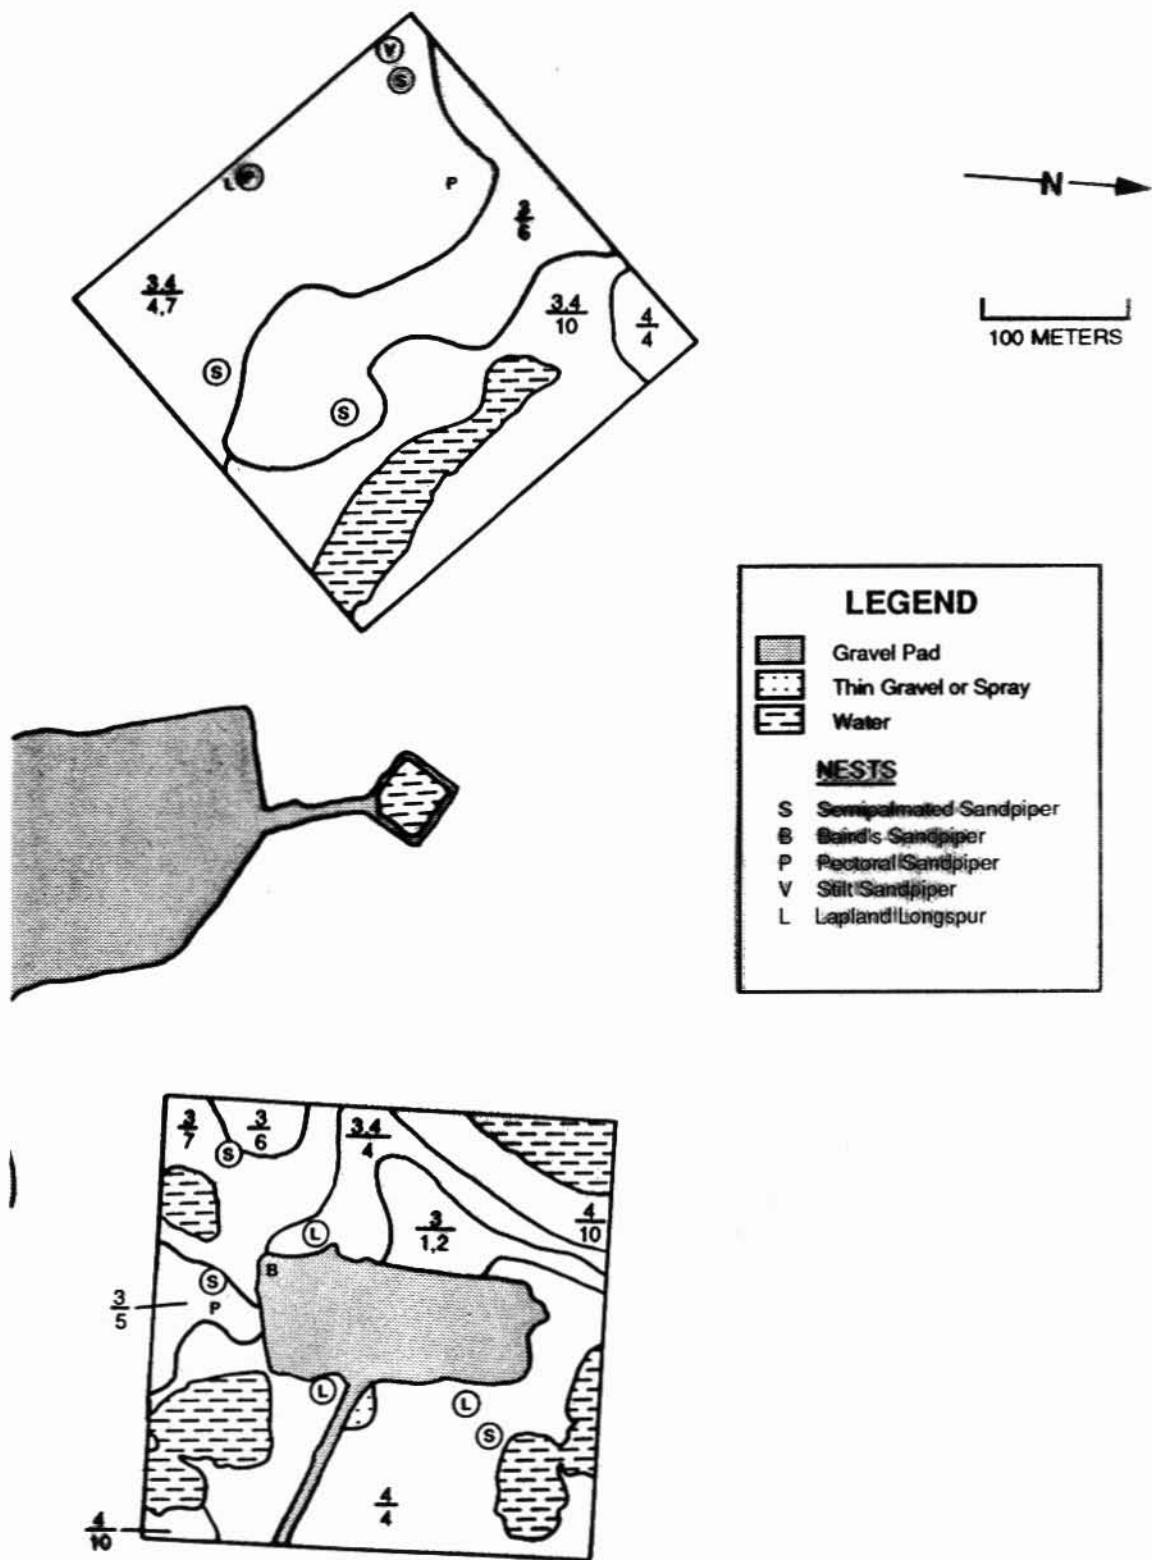 V
S
L P
P
3
6
3,4
4,7
3,4
10
4
4
S
S
N
100 METERS
LEGEND
Gravel Pad
Thin Gravel or Spray
Water
NESTS
S Semipalmated Sandpiper
B Baird's Sandpiper
P Pectoral Sandpiper
V Stilt Sandpiper
L Lapland Longspur
3
7
3
6
3,4
4
S
4
10
3
1,2
L
B
S
P
3
5
L
L
S
4
4
4
10